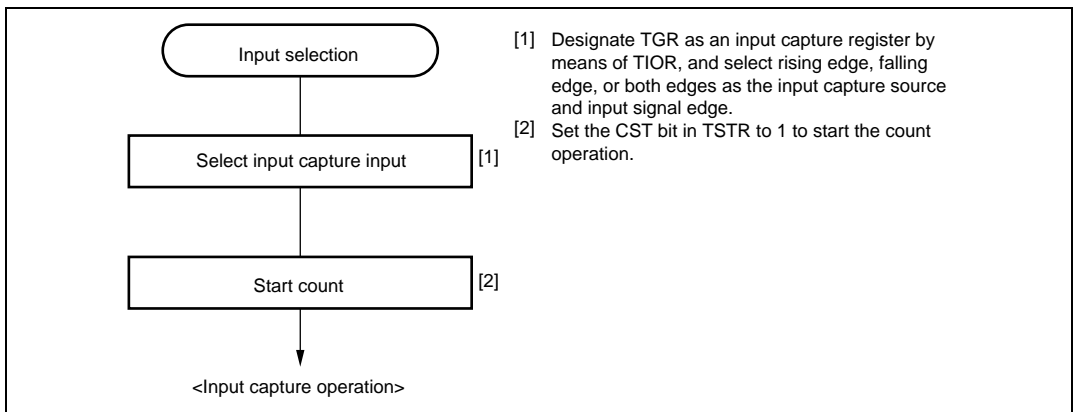 Input selection
Select input capture input
[1]
Start count
[2]
<Input capture operation>
[1] Designate TGR as an input capture register by
means of TIOR, and select rising edge, falling
edge, or both edges as the input capture source
and input signal edge.
[2] Set the CST bit in TSTR to 1 to start the count
operation.